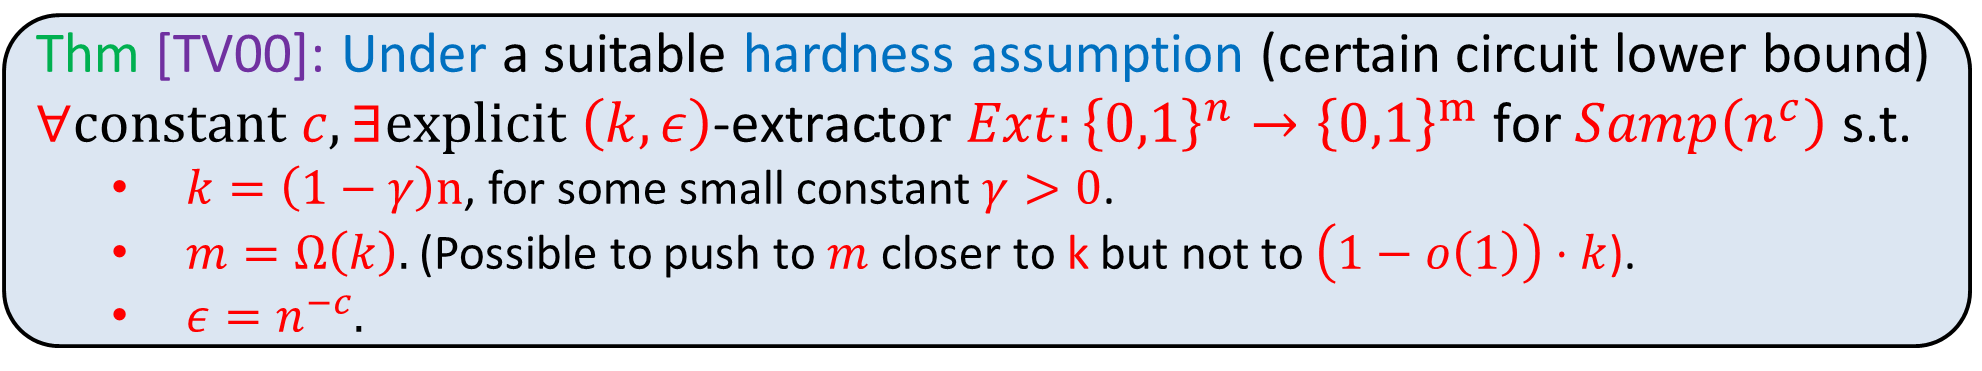 Thm [TV00]: Under a suitable hardness assumption (certain circuit lower bound)
∀constant c, ∃explicit (k, ϵ)-extractor Ext: {0,1}ⁿ → {0,1}ᵐ for Samp(nᶜ) s.t.
• k = (1 − γ)n, for some small constant γ > 0.
• m = Ω(k). (Possible to push to m closer to k but not to (1 − o(1)) · k).
• ϵ = n⁻ᶜ.